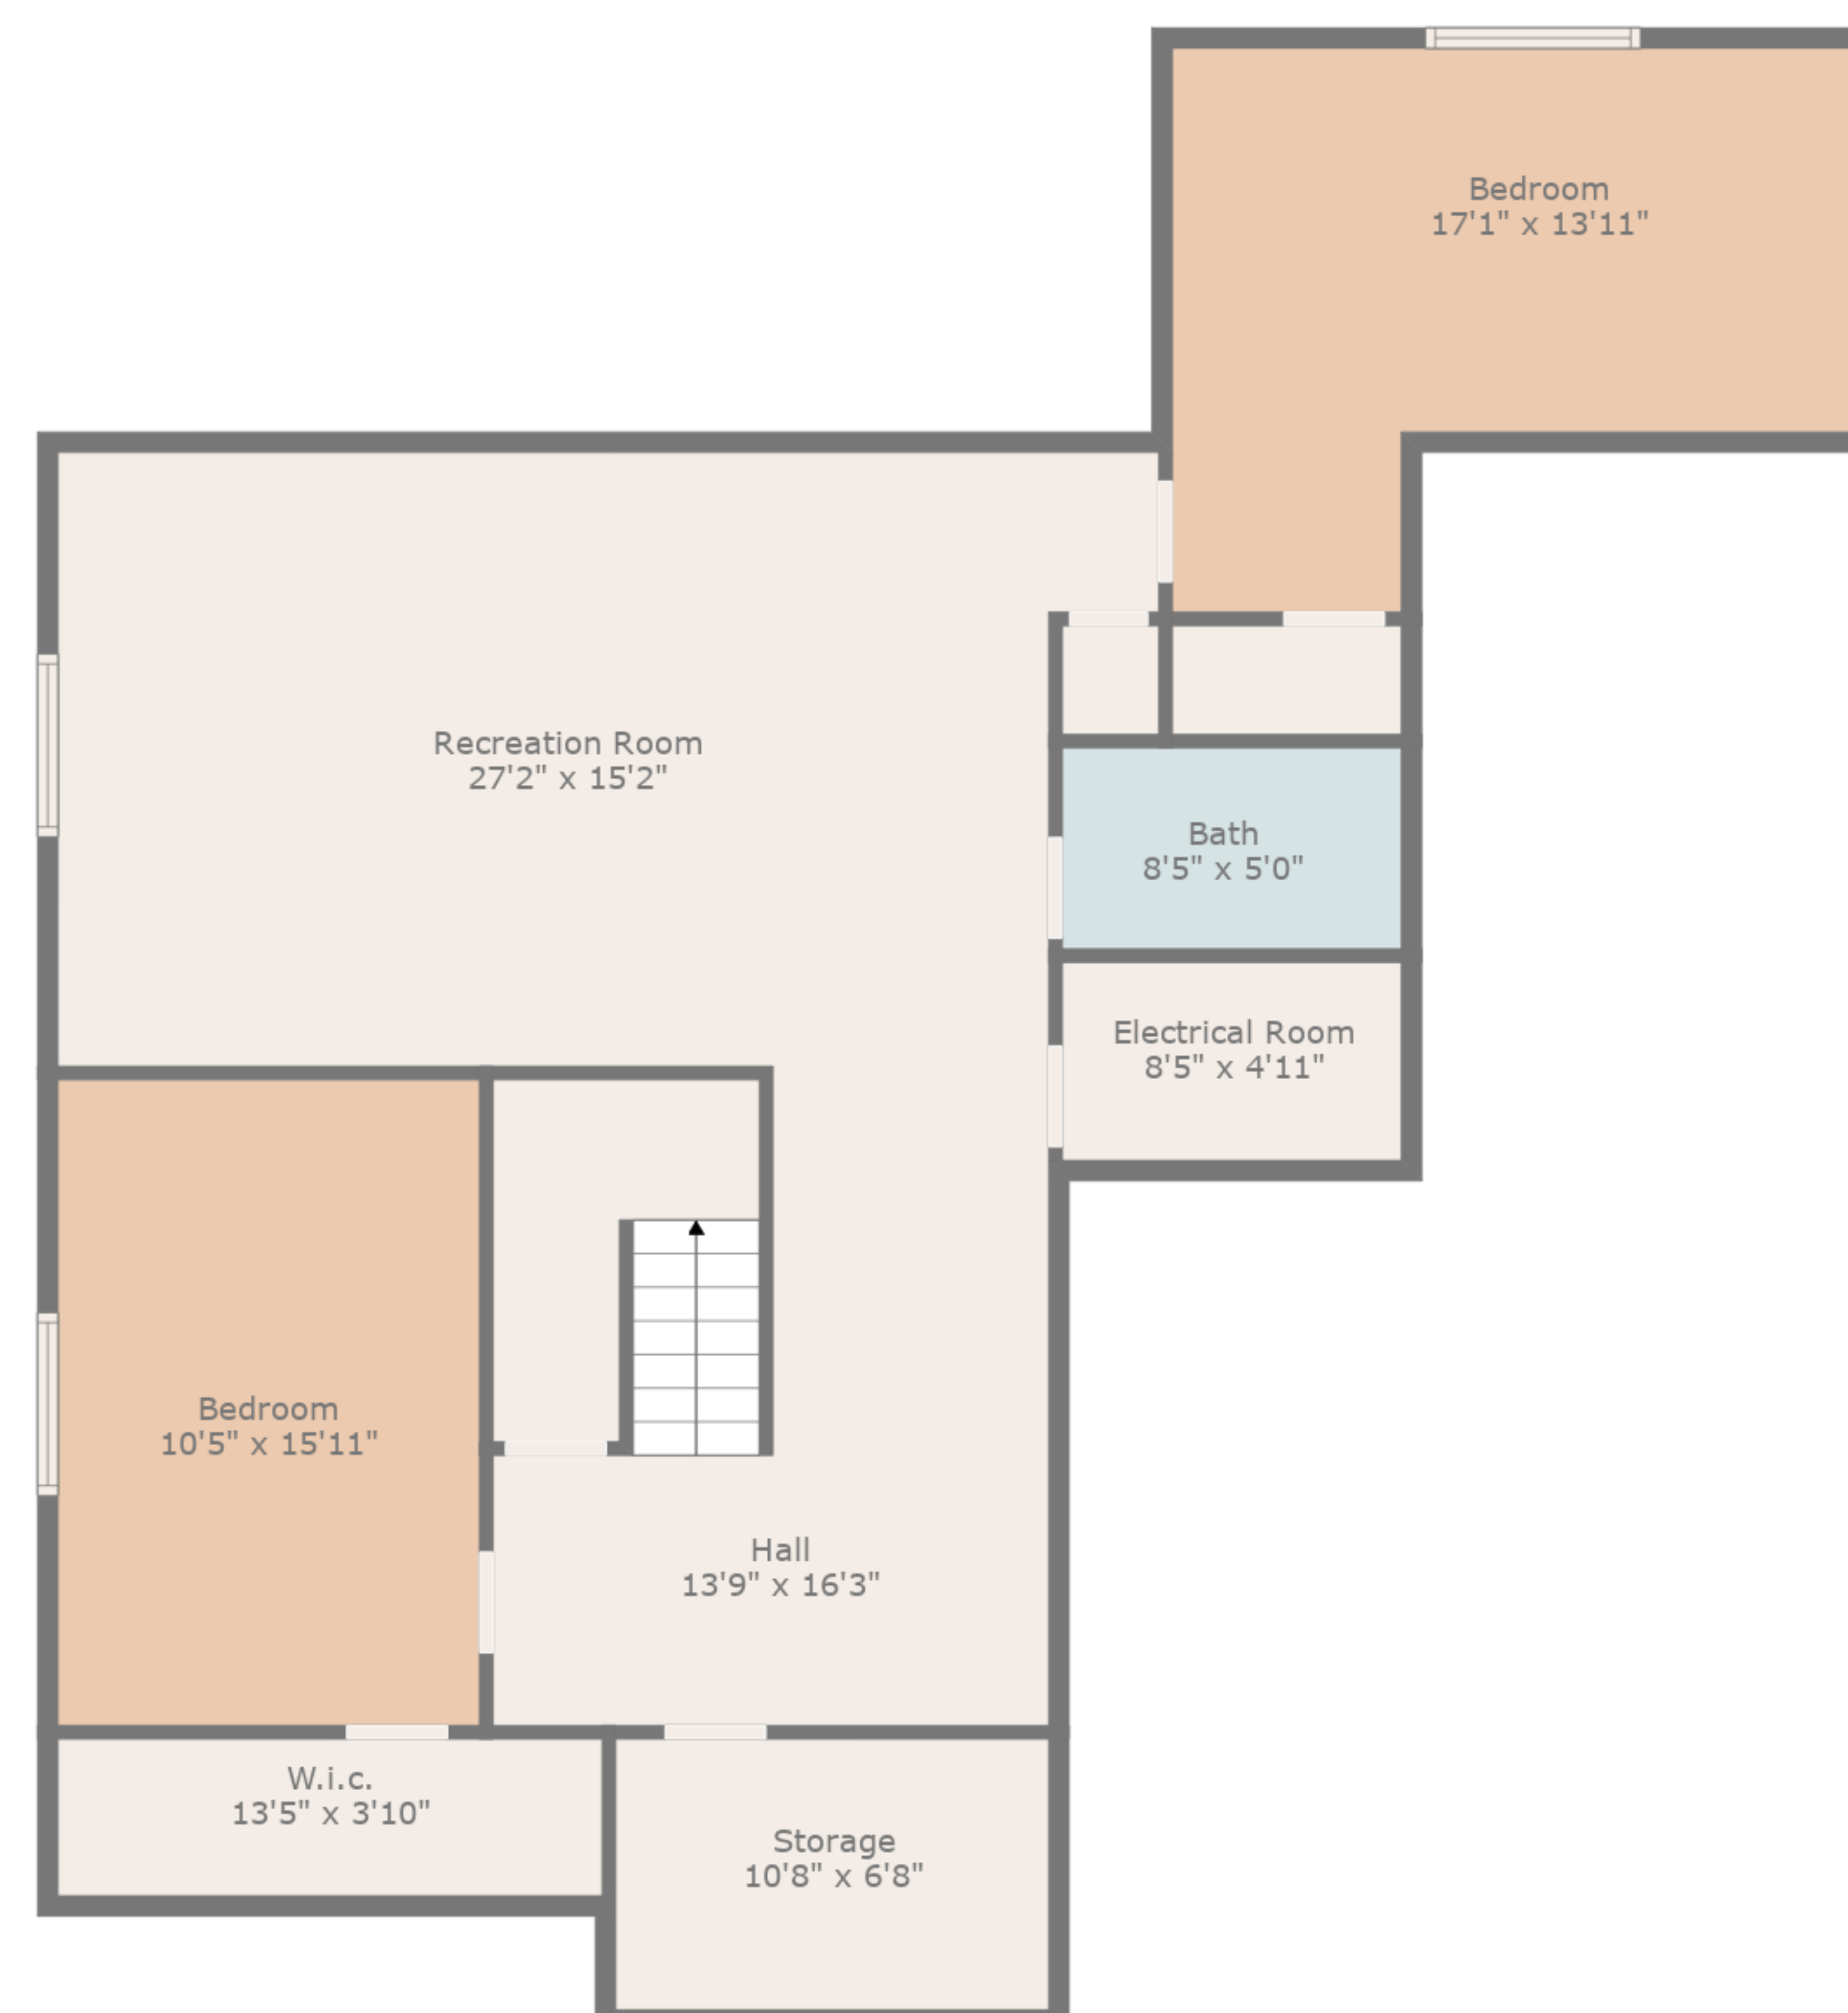 Bedroom
17'1" x 13'11"
Recreation Room
27'2" x 15'2"
Bath
8'5" x 5'0"
Electrical Room
8'5" x 4'11"
Bedroom
10'5" x 15'11"
Hall
13'9" x 16'3"
W.i.c.
13'5" x 3'10"
Storage
10'8" x 6'8"